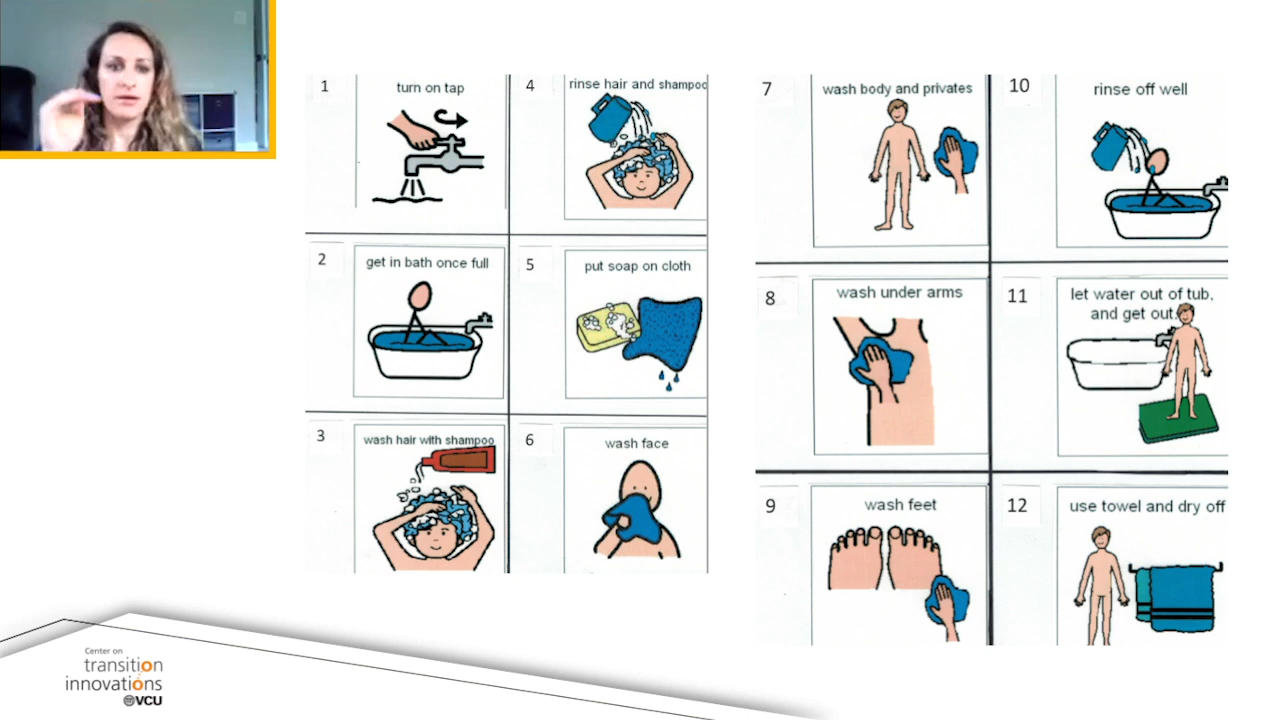 1
turn on tap
2
get in bath once full
3
wash hair with shampoo
4
rinse hair and shampoo
5
put soap on cloth
6
wash face
7
wash body and privates
8
wash under arms
9
wash feet
10
rinse off well
11
let water out of tub,
and get out.
12
use towel and dry off
Center on
transition
innovations
@VCU